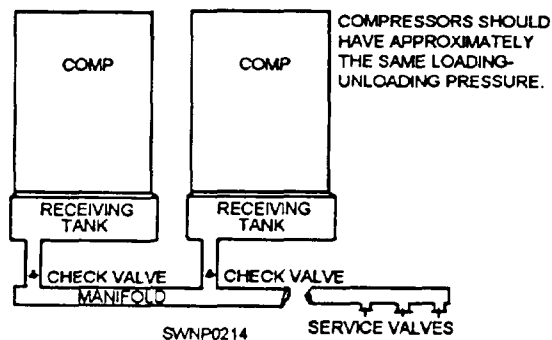 COMPRESSORS SHOULD
HAVE APPROXIMATELY
THE SAME LOADING-
UNLOADING PRESSURE.
COMP
COMP
RECEIVING
TANK
RECEIVING
TANK
CHECK VALVE
CHECK VALVE
MANIFOLD
SERVICE VALVES
SWNP0214